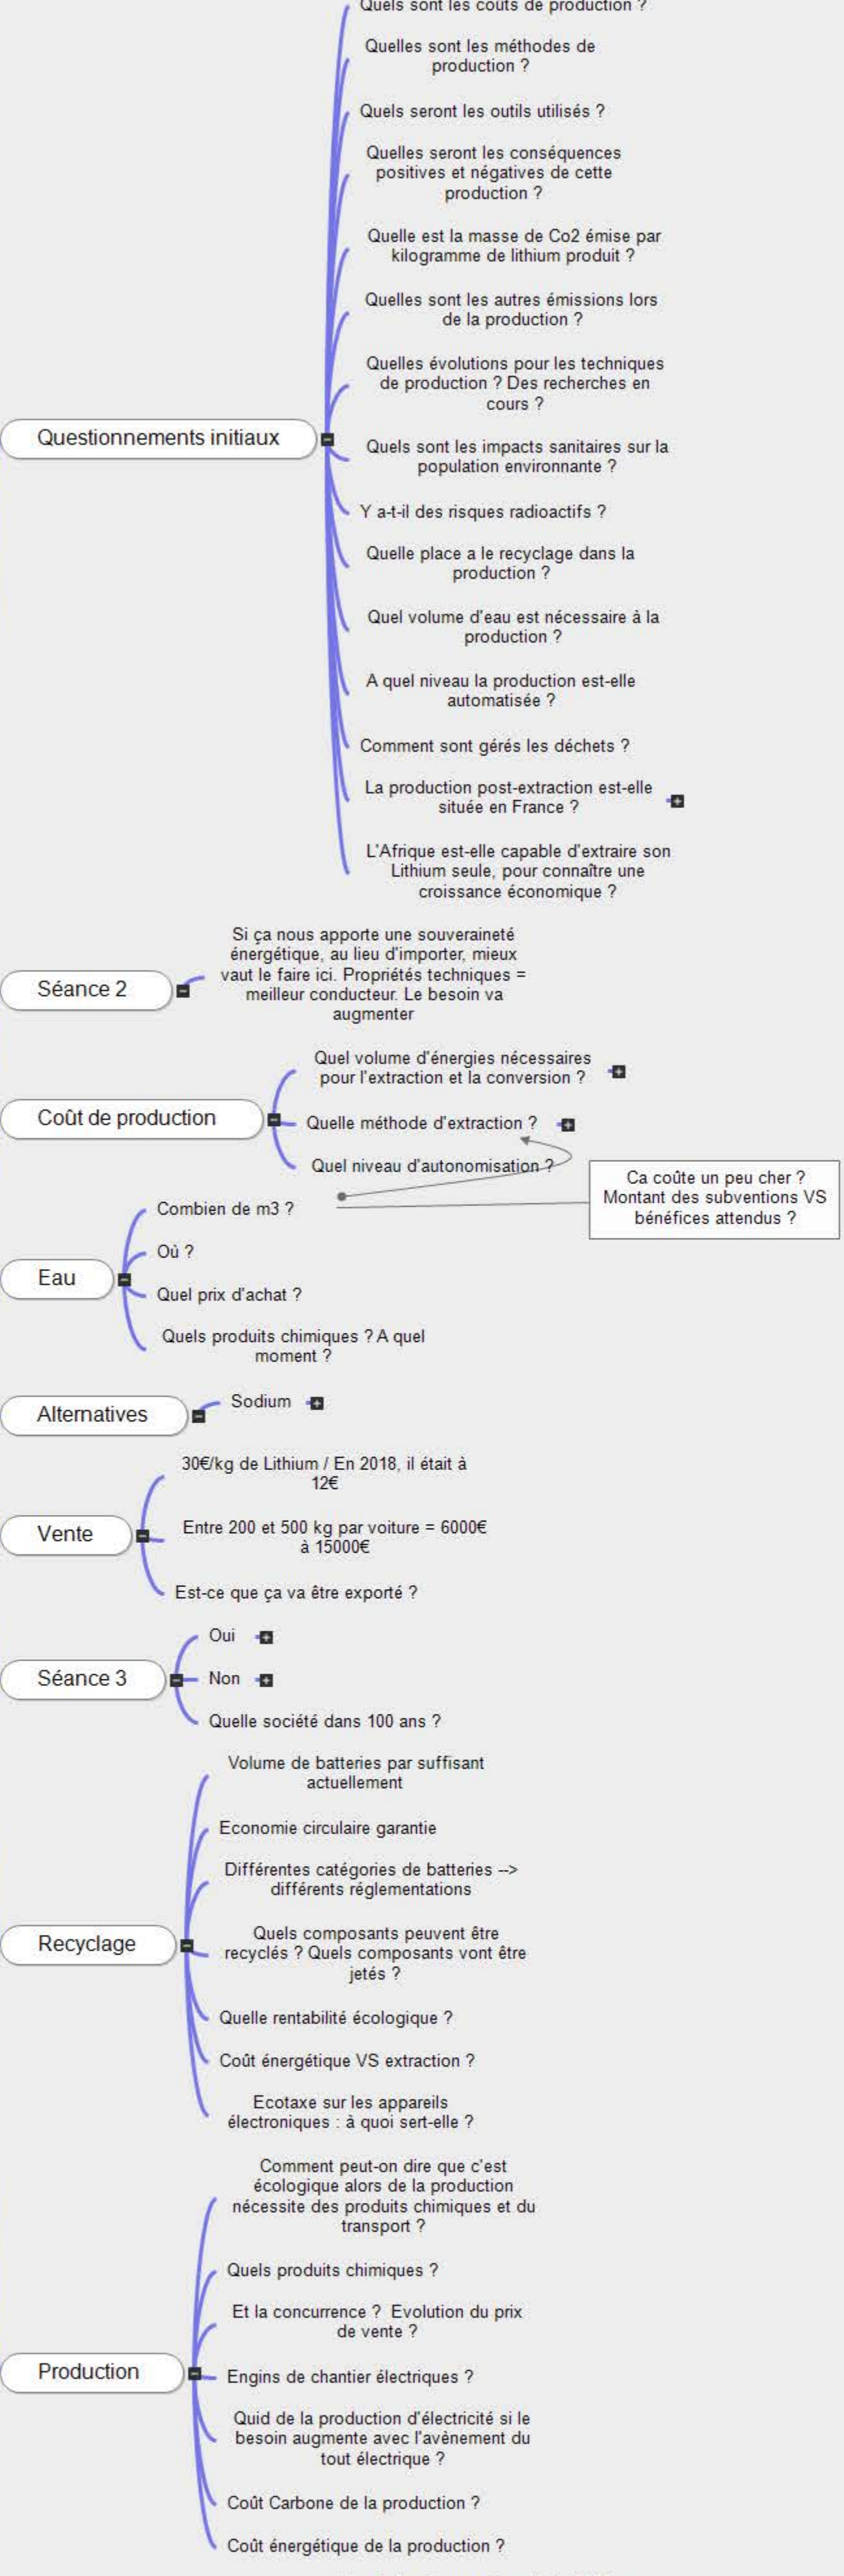 Quels sont les coûts de production ?
Quelles sont les méthodes de
production ?
Quels seront les outils utilisés ?
Quelles seront les conséquences
positives et négatives de cette
production ?
Quelle est la masse de Co2 émise par
kilogramme de lithium produit ?
Quelles sont les autres émissions lors
de la production ?
Quelles évolutions pour les techniques
de production ? Des recherches en
cours ?
Questionnements initiaux
Quels sont les impacts sanitaires sur la
population environnante ?
Y a-t-il des risques radioactifs ?
Quelle place a le recyclage dans la
production ?
Quel volume d'eau est nécessaire à la
production ?
A quel niveau la production est-elle
automatisée ?
Comment sont gérés les déchets ?
La production post-extraction est-elle
située en France ?
L'Afrique est-elle capable d'extraire son
Lithium seule, pour connaître une
croissance économique ?
Séance 2
Si ça nous apporte une souveraineté
énergétique, au lieu d'importer, mieux
vaut le faire ici. Propriétés techniques =
meilleur conducteur. Le besoin va
augmenter
Coût de production
Quel volume d'énergies nécessaires
pour l'extraction et la conversion ?
Quelle méthode d'extraction ?
Quel niveau d'autonomisation ?
Ca coûte un peu cher ?
Montant des subventions VS
bénéfices attendus ?
Eau
Combien de m3 ?
Où ?
Quel prix d'achat ?
Quels produits chimiques ? A quel
moment ?
Alternatives
Sodium
Vente
30€/kg de Lithium / En 2018, il était à
12€
Entre 200 et 500 kg par voiture = 6000€
à 15000€
Est-ce que ça va être exporté ?
Séance 3
Oui
Non
Quelle société dans 100 ans ?
Recyclage
Volume de batteries par suffisant
actuellement
Economie circulaire garantie
Différentes catégories de batteries -->
différents réglementations
Quels composants peuvent être
recyclés ? Quels composants vont être
jetés ?
Quelle rentabilité écologique ?
Coût énergétique VS extraction ?
Ecotaxe sur les appareils
électroniques : à quoi sert-elle ?
Production
Comment peut-on dire que c'est
écologique alors de la production
nécessite des produits chimiques et du
transport ?
Quels produits chimiques ?
Et la concurrence ? Evolution du prix
de vente ?
Engins de chantier électriques ?
Quid de la production d'électricité si le
besoin augmente avec l'avènement du
tout électrique ?
Coût Carbone de la production ?
Coût énergétique de la production ?